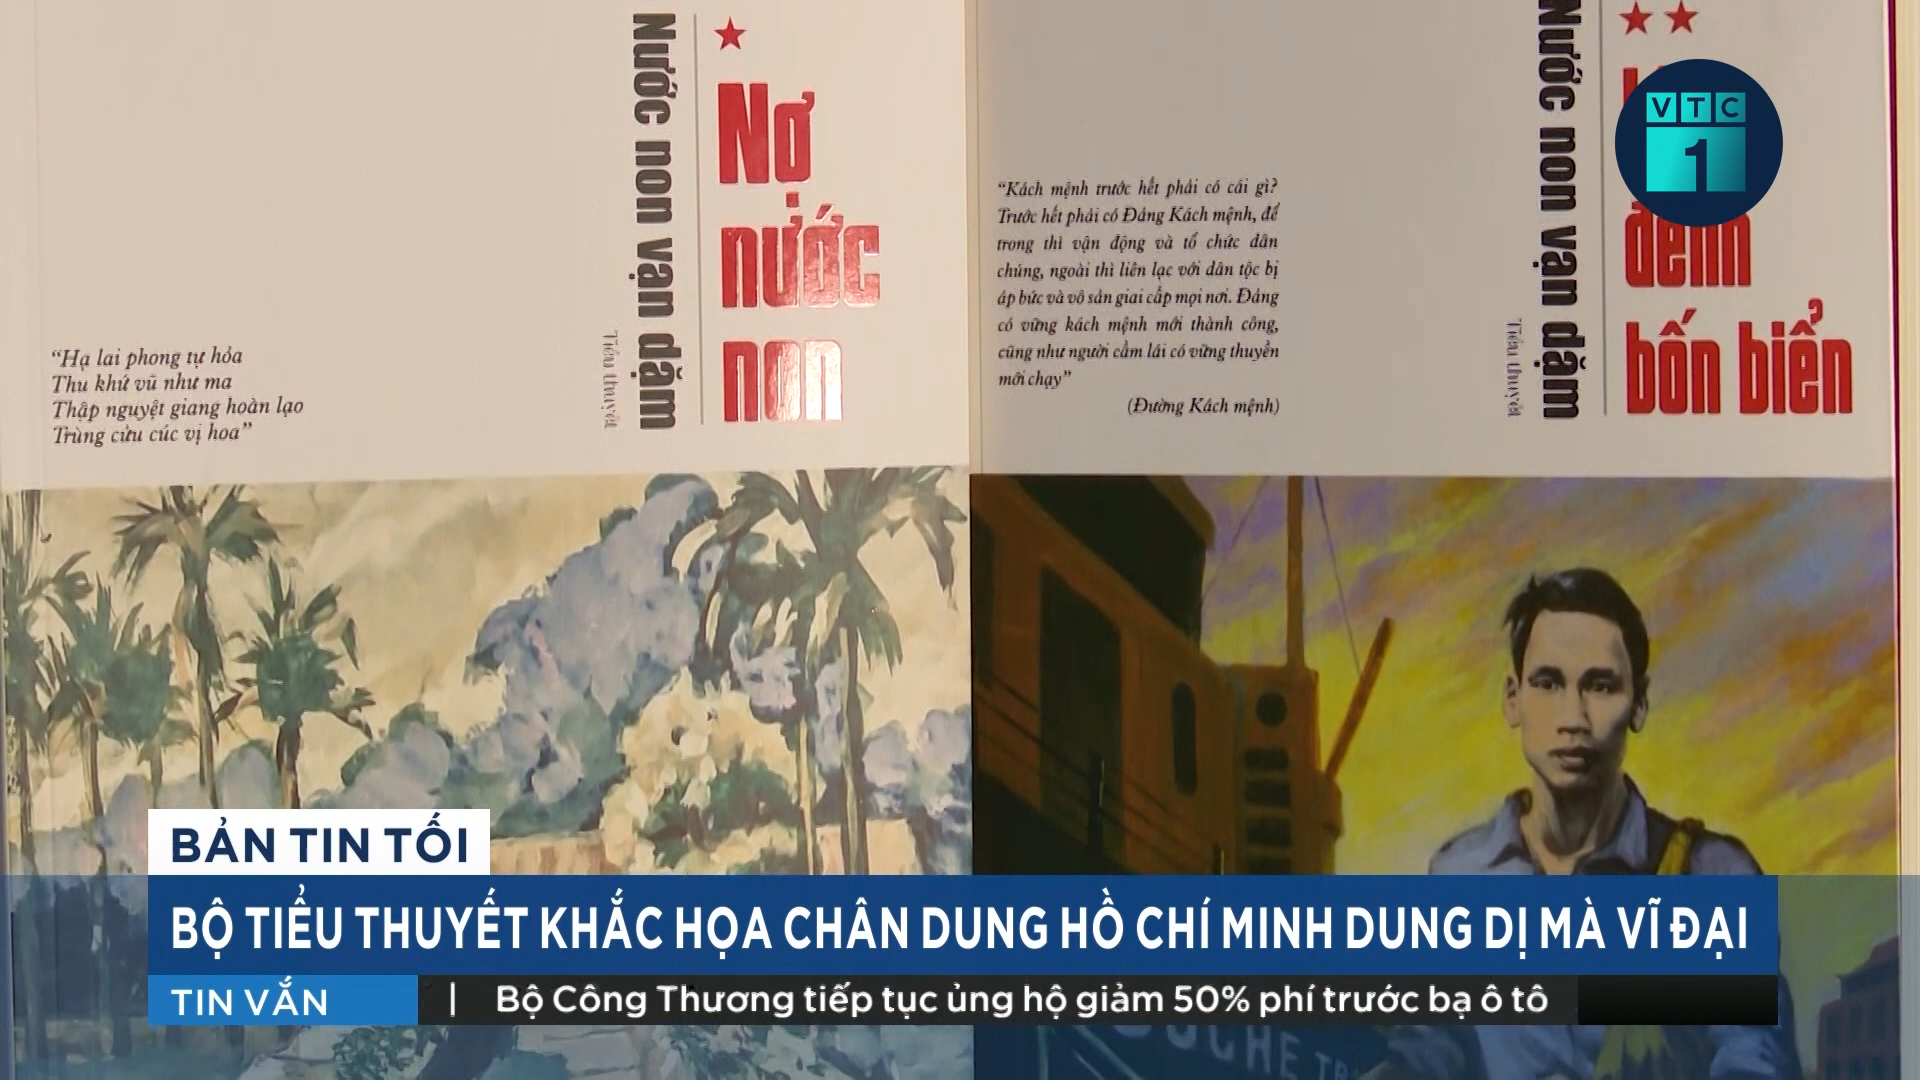 Nước non vạn dặm
Tiểu thuyết
Nợ
nước
non
“Hạ lai phong tự hỏa
Thu khứ vũ như ma
Thập nguyệt giang hoàn lạo
Trùng cửu cúc vị hoa”
“Kách mệnh trước hết phải có cái gì?
Trước hết phải có Đảng Kách mệnh, để
trong thì vận động và tổ chức dân
chúng, ngoài thì liên lạc với dân tộc bị
áp bức và vô sản giai cấp mọi nơi. Đảng
có vững kách mệnh mới thành công,
cũng như người cầm lái có vững thuyền
mới chạy”
(Đường Kách mệnh)
Nước non vạn dặm
Tiểu thuyết
đênh
bốn biển
VTC
1
BẢN TIN TỐI
BỘ TIỂU THUYẾT KHẮC HỌA CHÂN DUNG HỒ CHÍ MINH DUNG DỊ MÀ VĨ ĐẠI
TIN VẮN | Bộ Công Thương tiếp tục ủng hộ giảm 50% phí trước bạ ô tô